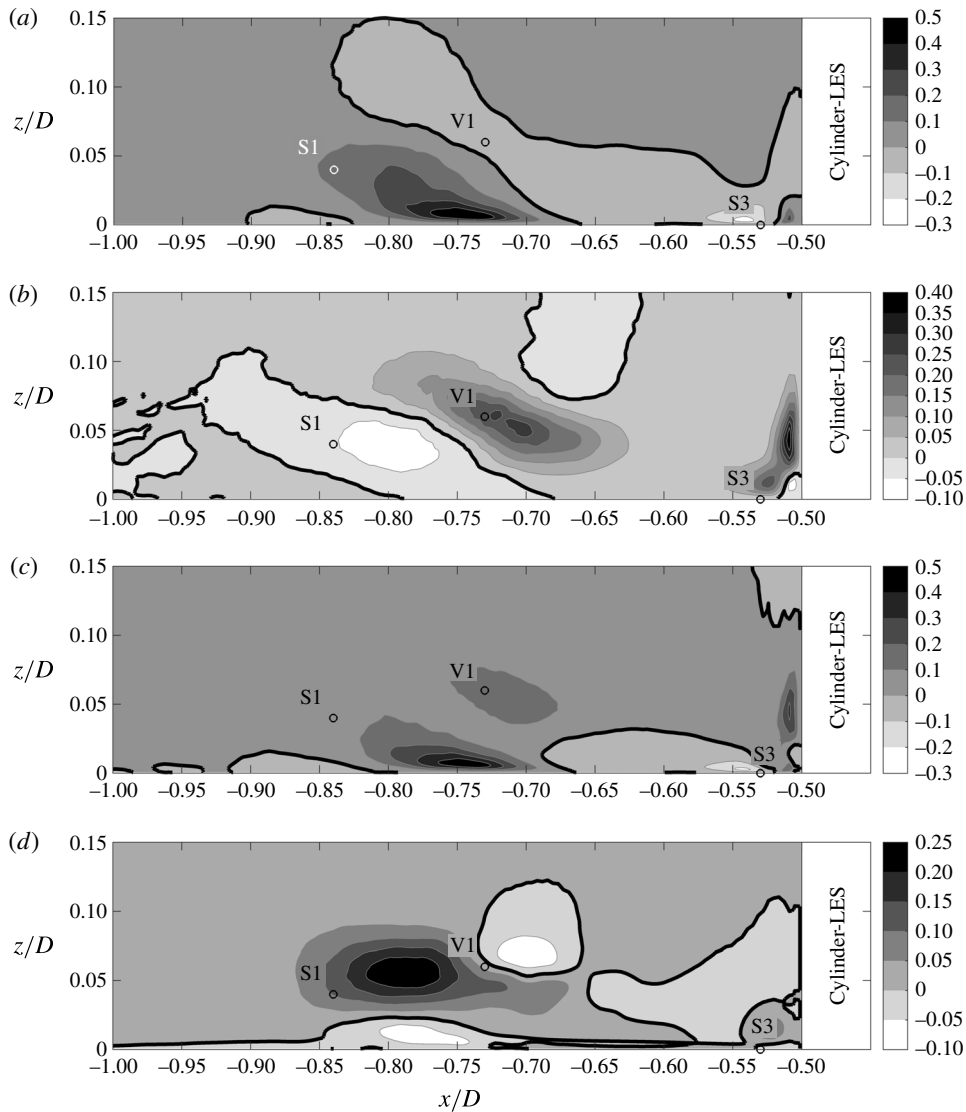 (a)
0.15
0.10
z/D
0.05
0
S1
V1
S3
Cylinder-LES
–1.00 –0.95 –0.90 –0.85 –0.80 –0.75 –0.70 –0.65 –0.60 –0.55 –0.50
0.5
0.4
0.3
0.2
0.1
0
–0.1
–0.2
–0.3
(b)
0.15
0.10
z/D
0.05
0
S1
V1
S3
Cylinder-LES
–1.00 –0.95 –0.90 –0.85 –0.80 –0.75 –0.70 –0.65 –0.60 –0.55 –0.50
0.40
0.35
0.30
0.25
0.20
0.15
0.10
0.05
0
–0.05
–0.10
(c)
0.15
0.10
z/D
0.05
0
S1
V1
S3
Cylinder-LES
–1.00 –0.95 –0.90 –0.85 –0.80 –0.75 –0.70 –0.65 –0.60 –0.55 –0.50
0.5
0.4
0.3
0.2
0.1
0
–0.1
–0.2
–0.3
(d)
0.15
0.10
z/D
0.05
0
S1
V1
S3
Cylinder-LES
–1.00 –0.95 –0.90 –0.85 –0.80 –0.75 –0.70 –0.65 –0.60 –0.55 –0.50
0.25
0.20
0.15
0.10
0.05
0
–0.05
–0.10
x/D